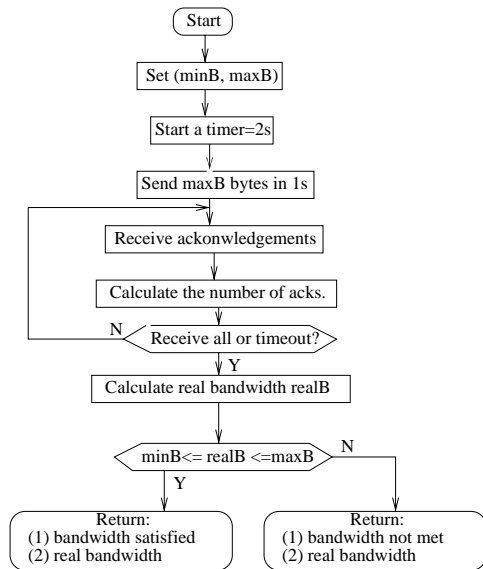 Start
Set (minB, maxB)
Start a timer=2s
Send maxB bytes in 1s
Receive ackonwledgements
Calculate the number of acks.
N
Receive all or timeout?
Y
Calculate real bandwidth realB
minB<= realB <=maxB
N
Y
Return:
(1) bandwidth satisfied
(2) real bandwidth
Return:
(1) bandwidth not met
(2) real bandwidth